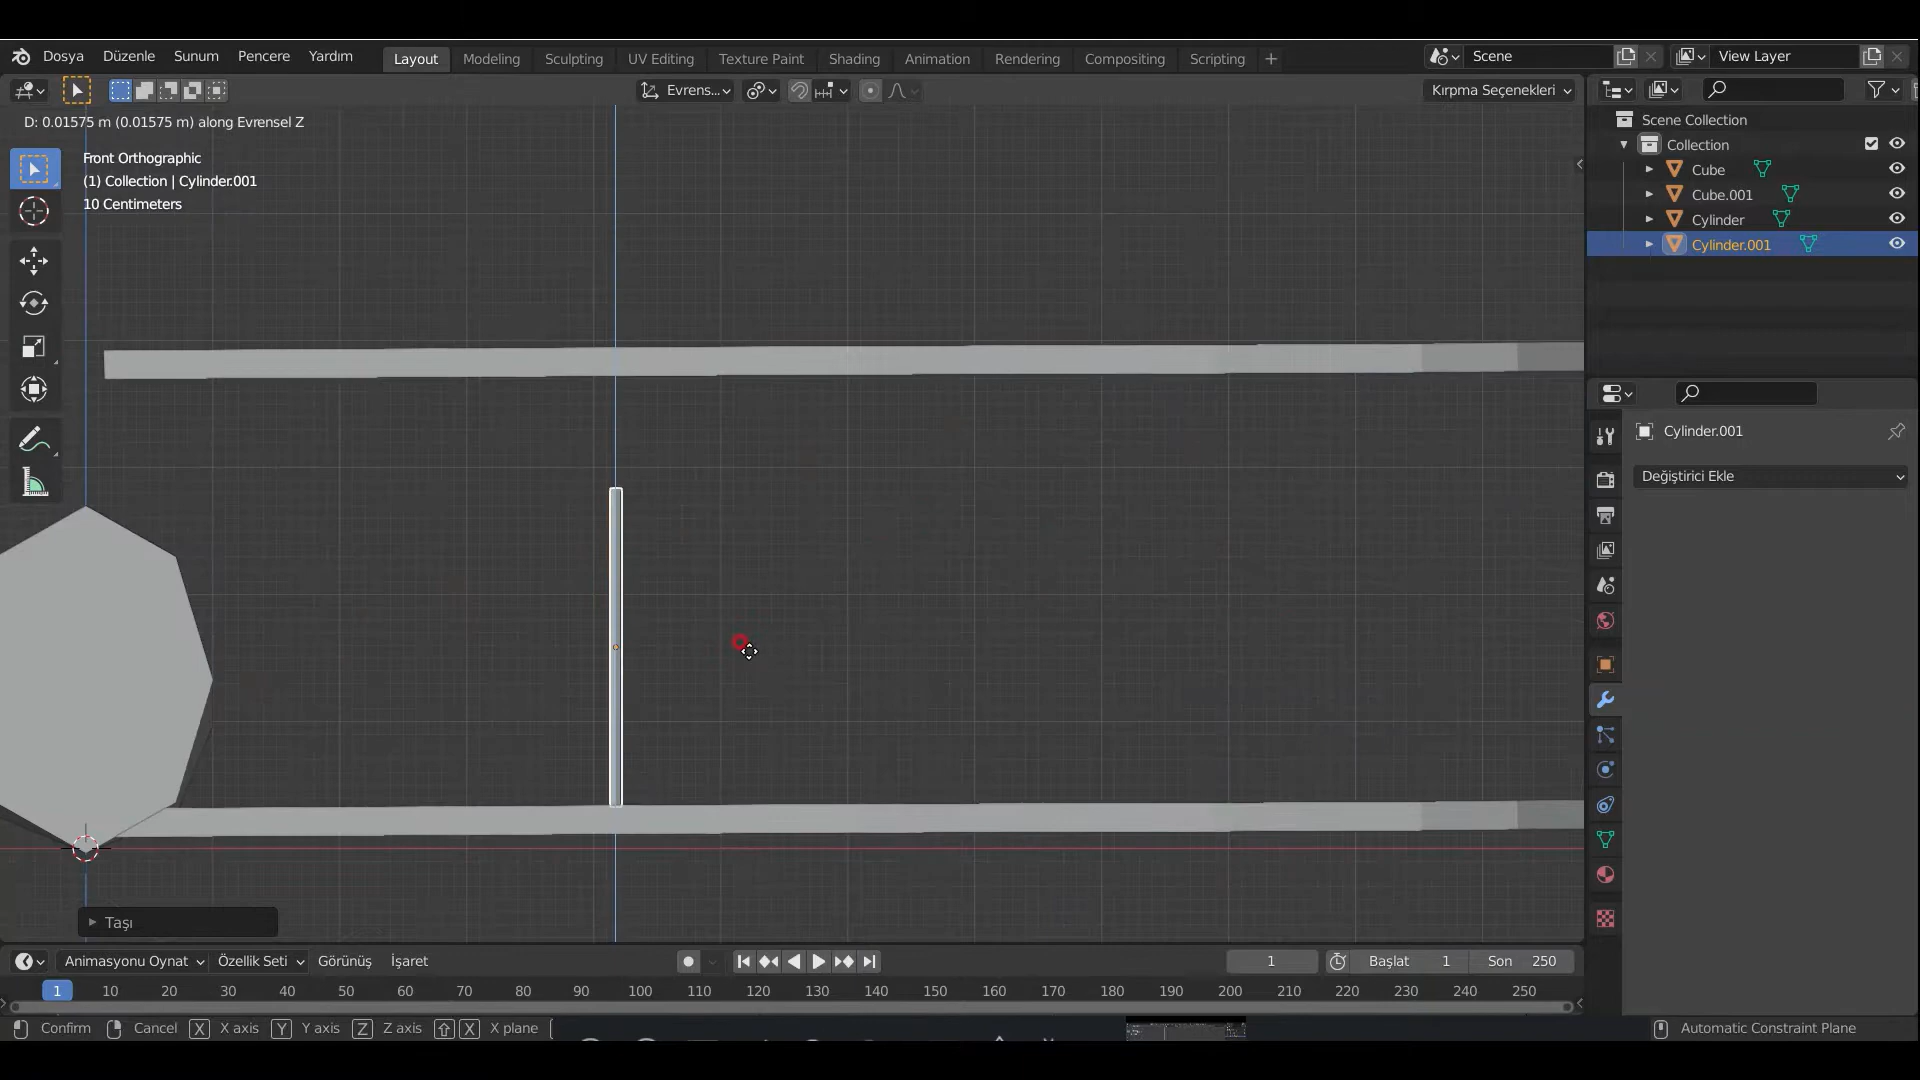 Dosya Düzenle Sunum Pencere Yardım Layout Modeling Sculpting UV Editing Texture Paint Shading Animation Rendering Compositing Scripting + Scene View Layer
Evrens... Kırpma Seçenekleri
D: 0.01575 m (0.01575 m) along Evrensel Z
Front Orthographic
(1) Collection | Cylinder.001
10 Centimeters
Scene Collection
Collection
Cube
Cube.001
Cylinder
Cylinder.001
Cylinder.001
Değiştirici Ekle
Taşı
Animasyonu Oynat Özellik Seti Görünüş İşaret 1 Başlat 1 Son 250
1 10 20 30 40 50 60 70 80 90 100 110 120 130 140 150 160 170 180 190 200 210 220 230 240 250
Confirm Cancel X X axis Y Y axis Z Z axis X X plane Automatic Constraint Plane